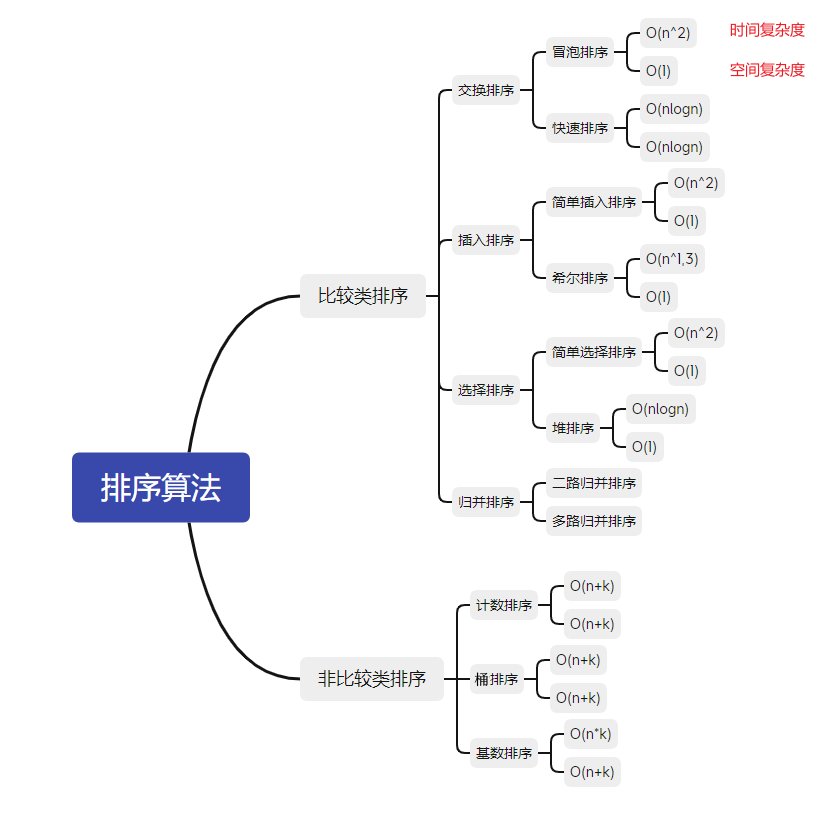 排序算法
比较类排序
交换排序
冒泡排序
O(n^2)
时间复杂度
O(1)
空间复杂度
快速排序
O(nlogn)
O(nlogn)
插入排序
简单插入排序
O(n^2)
O(1)
希尔排序
O(n^1,3)
O(1)
选择排序
简单选择排序
O(n^2)
O(1)
堆排序
O(nlogn)
O(1)
归并排序
二路归并排序
多路归并排序
非比较类排序
计数排序
O(n+k)
O(n+k)
桶排序
O(n+k)
O(n+k)
基数排序
O(n*k)
O(n+k)